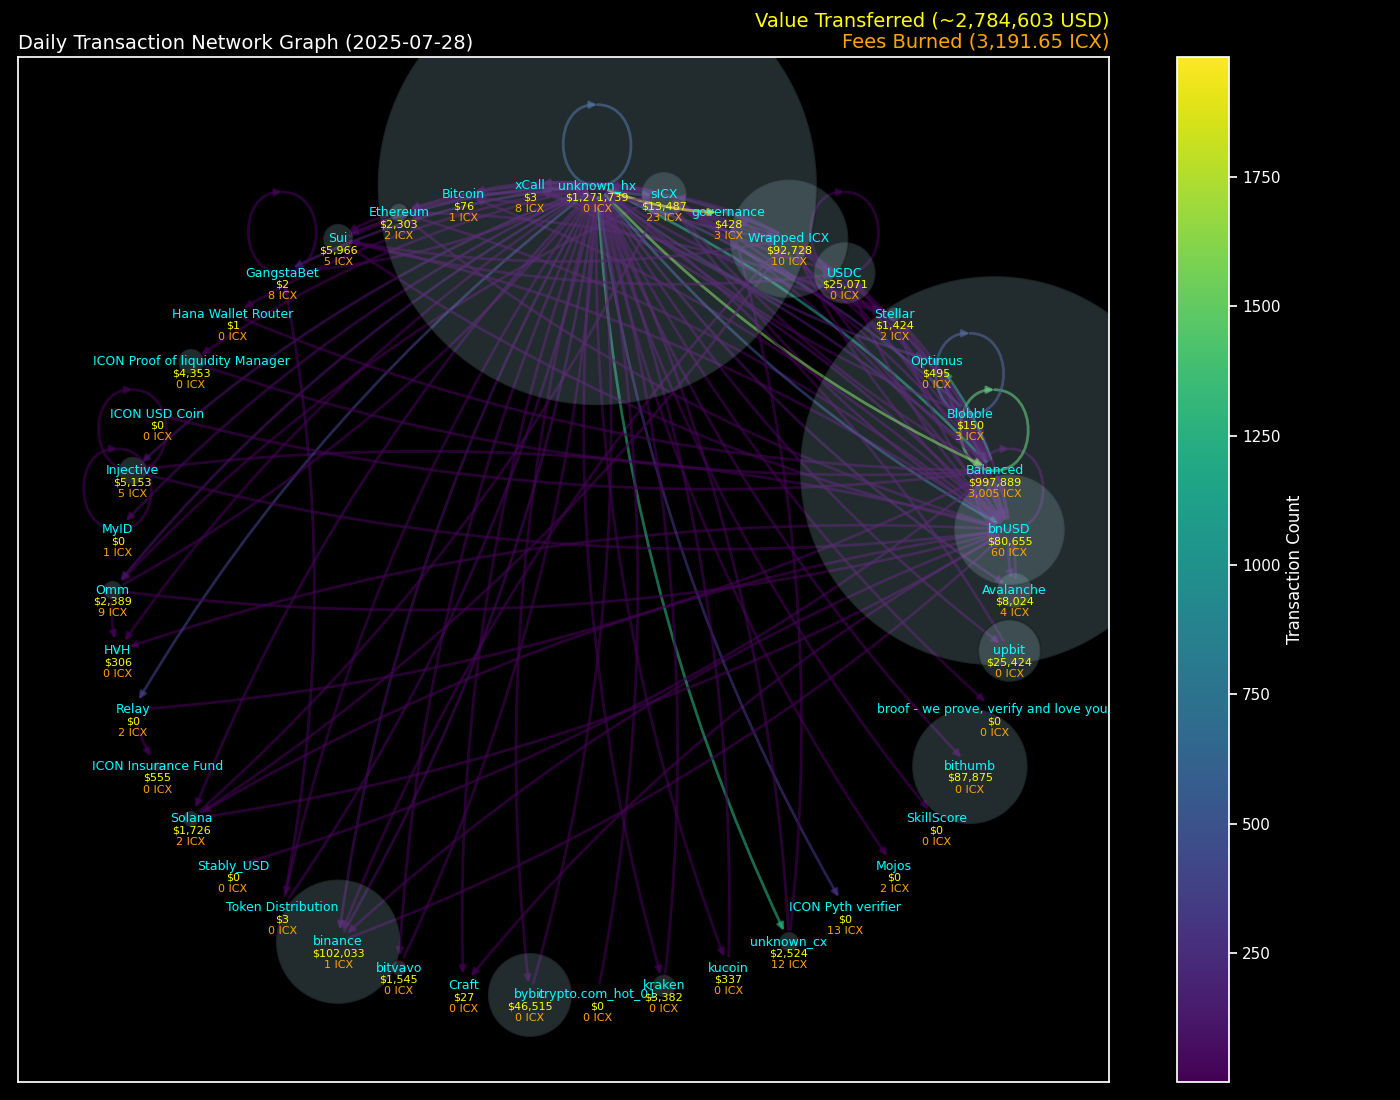 Value Transferred (~2,784,603 USD)
Daily Transaction Network Graph (2025-07-28)
Fees Burned (3,191.65 ICX)
xCall
$3
8 ICX
unknown_hx
$1,271,739
0 ICX
sICX
$13,487
23 ICX
Bitcoin
$76
1 ICX
governance
$428
3 ICX
Ethereum
$2,303
2 ICX
Wrapped ICX
$92,728
10 ICX
Sui
$5,966
5 ICX
USDC
$25,071
0 ICX
GangstaBet
$2
8 ICX
Stellar
$1,424
2 ICX
Hana Wallet Router
$1
0 ICX
Optimus
$495
0 ICX
ICON Proof of liquidity Manager
$4,353
0 ICX
Blobble
$150
3 ICX
ICON USD Coin
$0
0 ICX
Balanced
$997,889
3,005 ICX
Injective
$5,153
5 ICX
bnUSD
$80,655
60 ICX
MyID
$0
1 ICX
Avalanche
$8,024
4 ICX
Omm
$2,389
9 ICX
upbit
$25,424
0 ICX
HVH
$306
0 ICX
broof - we prove, verify and love you
$0
0 ICX
Relay
$0
2 ICX
bithumb
$87,875
0 ICX
ICON Insurance Fund
$555
0 ICX
SkillScore
$0
0 ICX
Solana
$1,726
2 ICX
Mojos
$0
2 ICX
Stably_USD
$0
0 ICX
ICON Pyth verifier
$0
13 ICX
Token Distribution
$3
0 ICX
unknown_cx
$2,524
12 ICX
binance
$102,033
1 ICX
kucoin
$337
0 ICX
bitvavo
$1,545
0 ICX
kraken
$3,382
0 ICX
Craft
$27
0 ICX
bybit
$46,515
0 ICX
crypto.com_hot_01
$0
0 ICX
1750
1500
1250
1000
750
500
250
Transaction Count